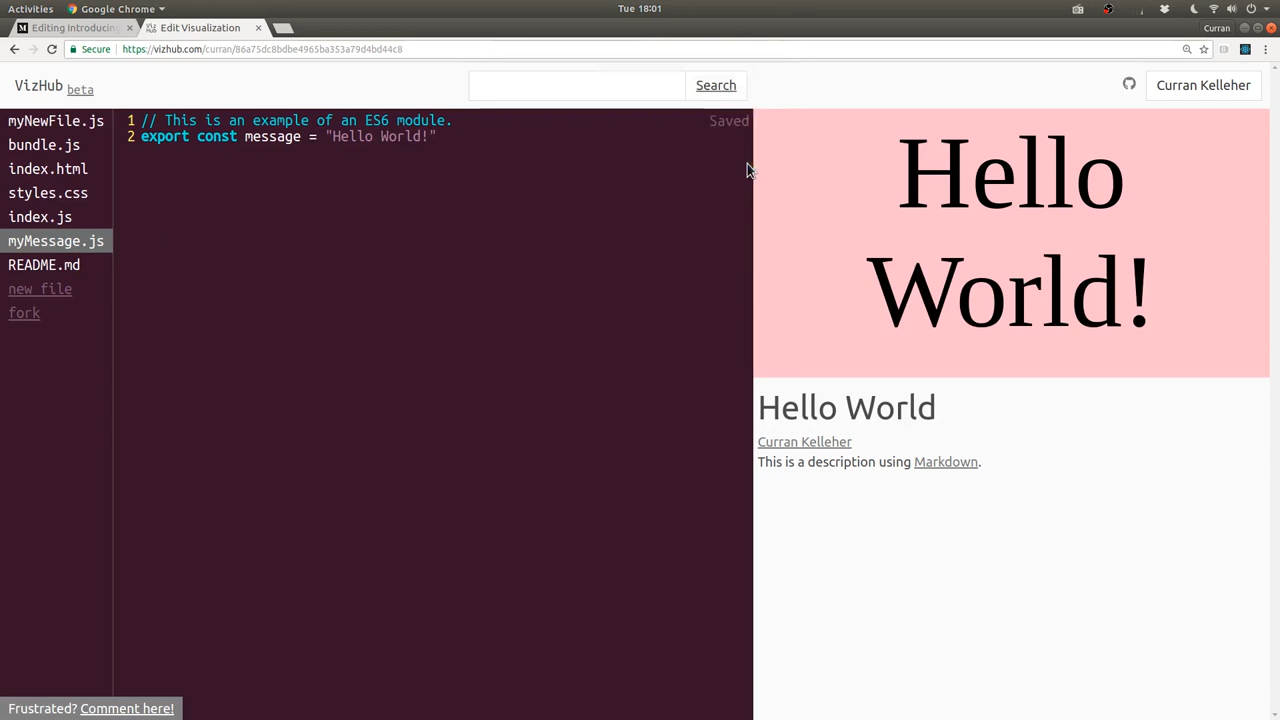 Activities Google Chrome Tue 18:01
Editing Introducing Edit Visualization Curran
Secure https://vizhub.com/curran/86a75dc8bdbe4965ba353a79d4bd44c8
VizHub beta Search Curran Kelleher
myNewFile.js
bundle.js
index.html
styles.css
index.js
myMessage.js
README.md
new file
fork
1 // This is an example of an ES6 module.
2 export const message = "Hello World!"
Saved
Hello
World!
Hello World
Curran Kelleher
This is a description using Markdown.
Frustrated? Comment here!